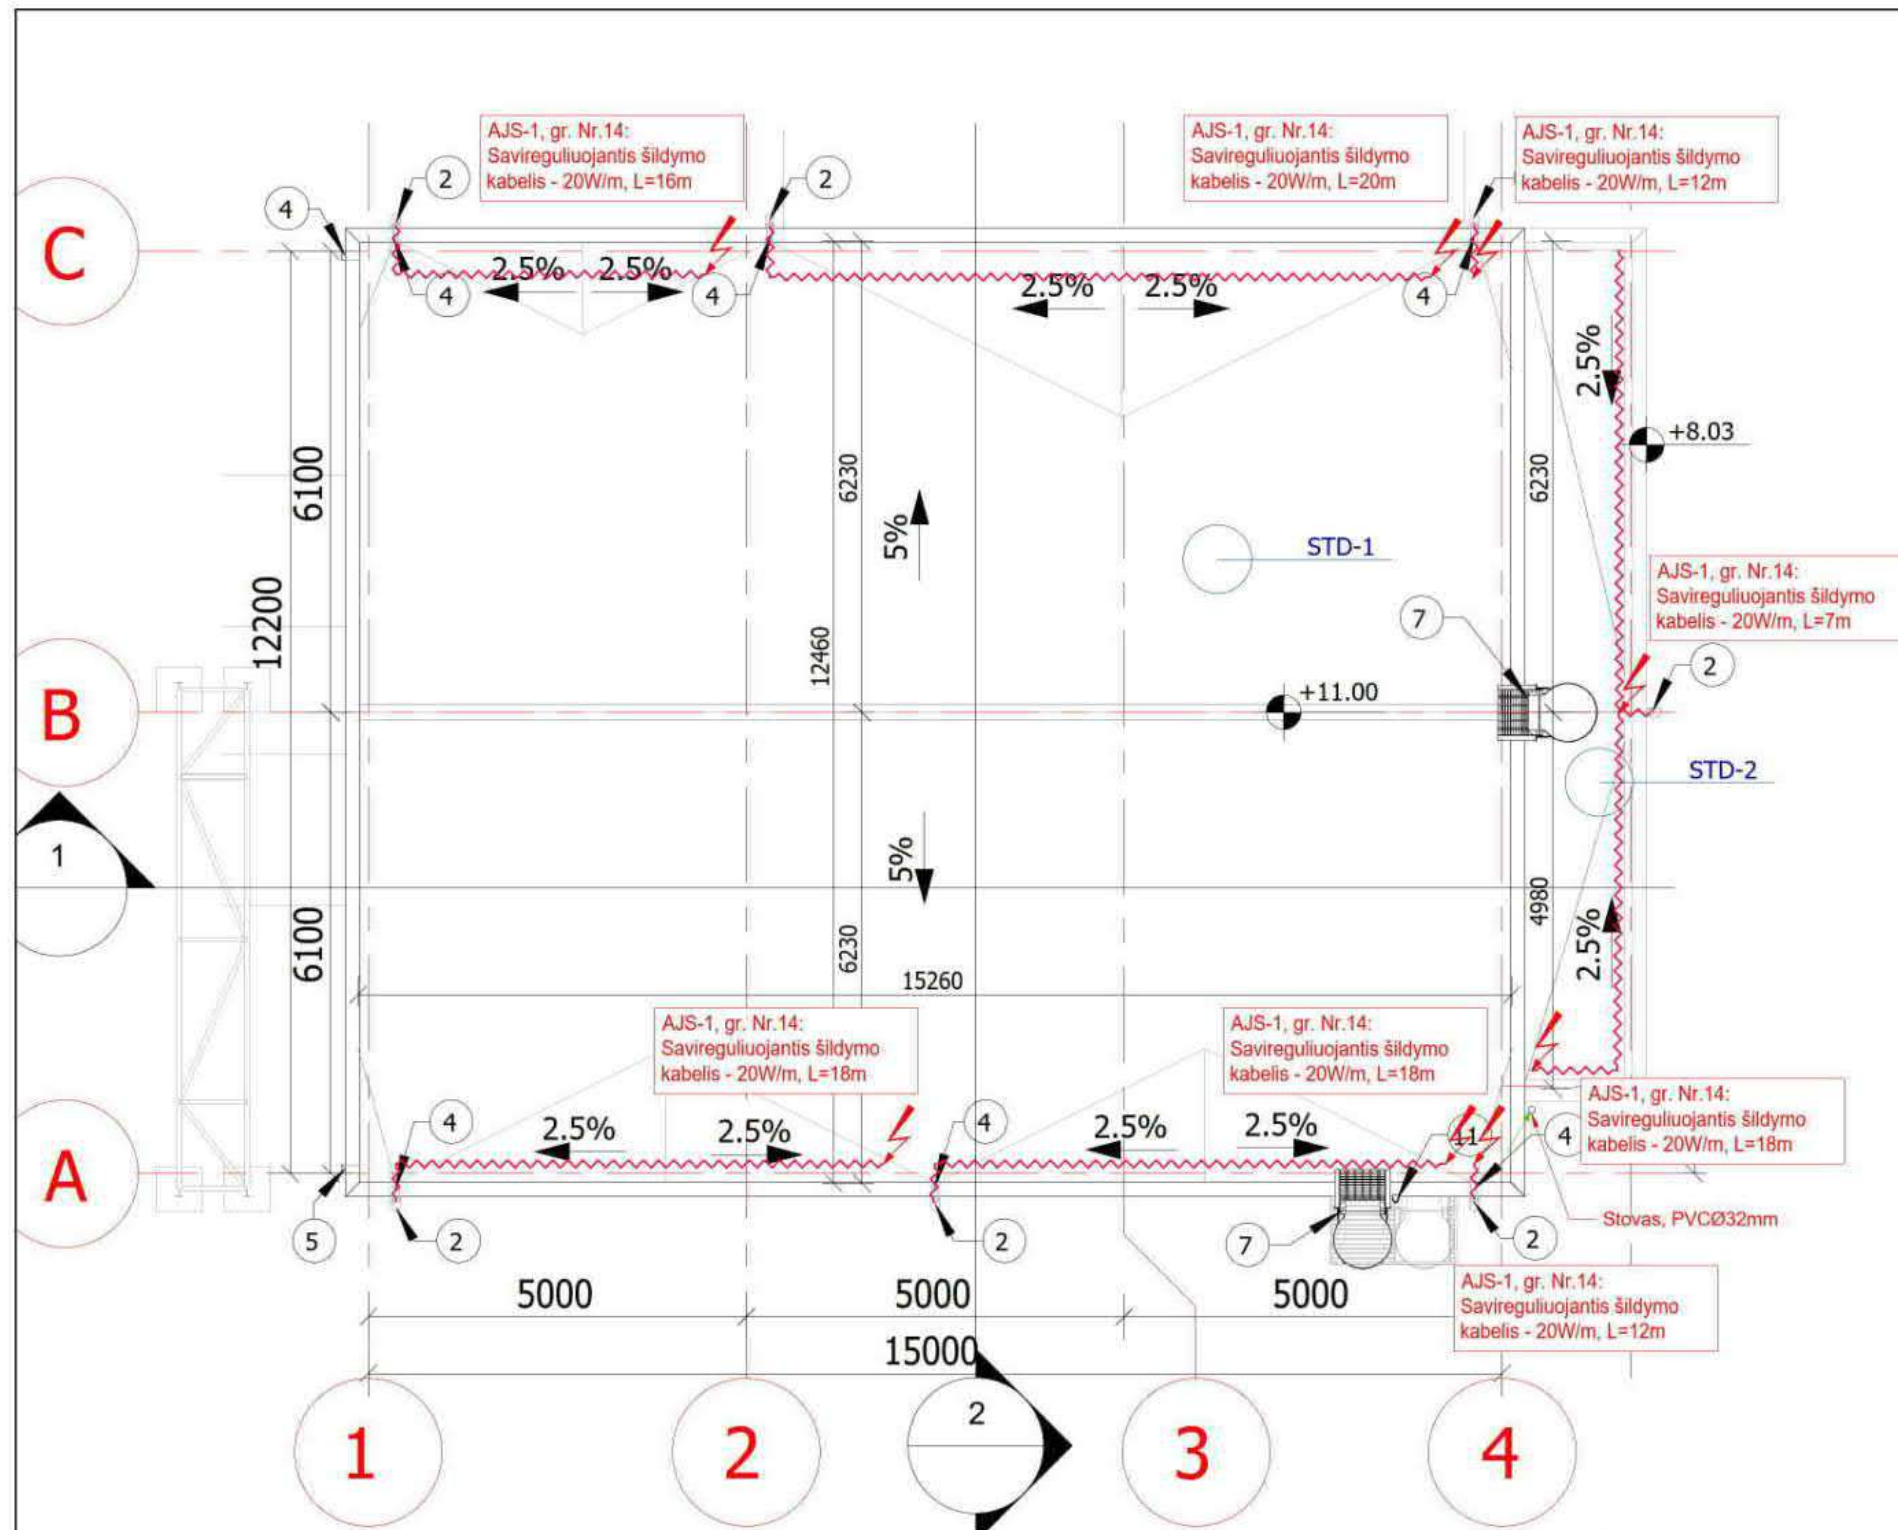 AJS-1, gr. Nr.14:
Savireguliuojantis šildymo
kabelis - 20W/m, L=16m
AJS-1, gr. Nr.14:
Savireguliuojantis šildymo
kabelis - 20W/m, L=20m
AJS-1, gr. Nr.14:
Savireguliuojantis šildymo
kabelis - 20W/m, L=12m
2
2
4
C
2.5%
2.5%
4
4
2.5%
2.5%
4
2.5%
+8.03
6100
6230
6230
5%
STD-1
AJS-1, gr. Nr.14:
Savireguliuojantis šildymo
kabelis - 20W/m, L=7m
12200
12460
7
2
B
+11.00
STD-2
1
5%
4980
6100
6230
2.5%
15260
AJS-1, gr. Nr.14:
Savireguliuojantis šildymo
kabelis - 20W/m, L=18m
AJS-1, gr. Nr.14:
Savireguliuojantis šildymo
kabelis - 20W/m, L=18m
AJS-1, gr. Nr.14:
Savireguliuojantis šildymo
kabelis - 20W/m, L=18m
4
2.5%
2.5%
4
2.5%
2.5%
11
4
A
Stovas, PVCØ32mm
5
2
2
7
2
AJS-1, gr. Nr.14:
Savireguliuojantis šildymo
kabelis - 20W/m, L=12m
5000
5000
5000
15000
1
2
2
3
4